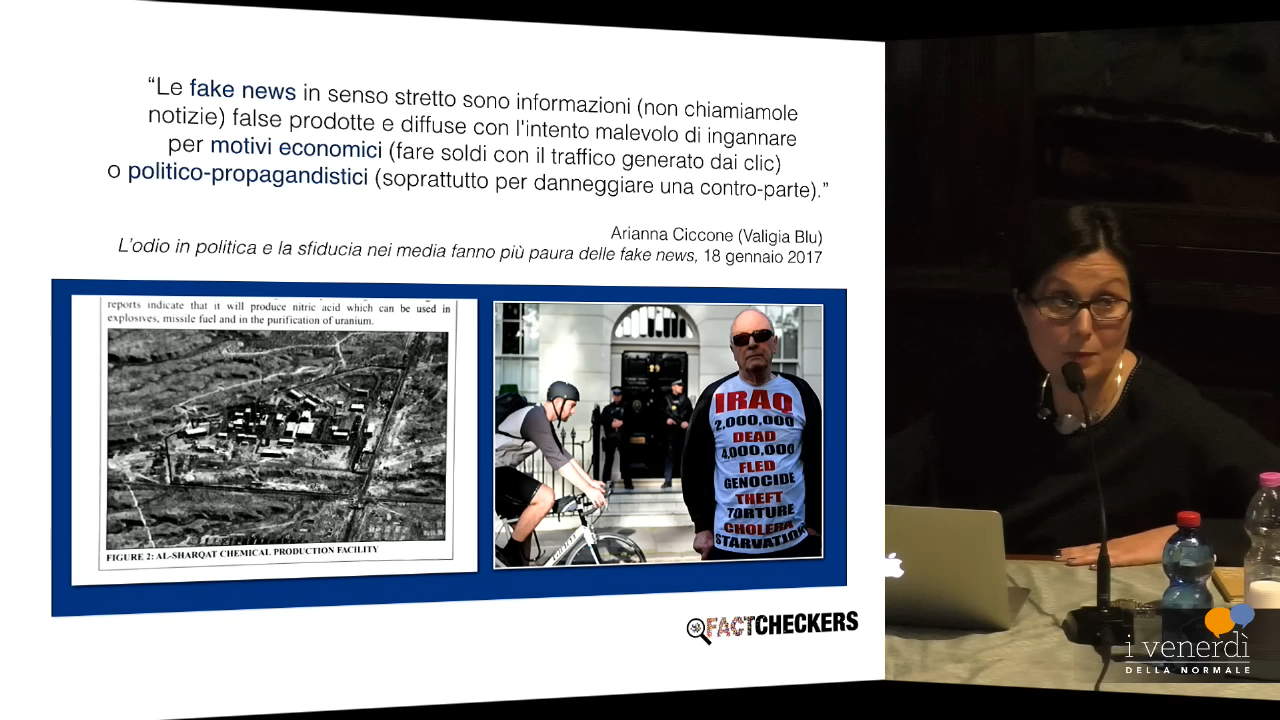 “Le fake news in senso stretto sono informazioni (non chiamiamole
notizie) false prodotte e diffuse con l'intento malevolo di ingannare
per motivi economici (fare soldi con il traffico generato dai clic)
o politico-propagandistici (soprattutto per danneggiare una contro-parte).”
Arianna Ciccone (Valigia Blu)
L’odio in politica e la sfiducia nei media fanno più paura delle fake news, 18 gennaio 2017
reports indicate that it will produce nitric acid which can be used in
explosives, missile fuel and in the purification of uranium.
FIGURE 2: AL-SHARQAT CHEMICAL PRODUCTION FACILITY
29
IRAQ
2,000,000
DEAD
4,000,000
FLED
GENOCIDE
THEFT
TORTURE
CHOLERA
STARVATION
FACTCHECKERS
i venerdì
DELLA NORMALE